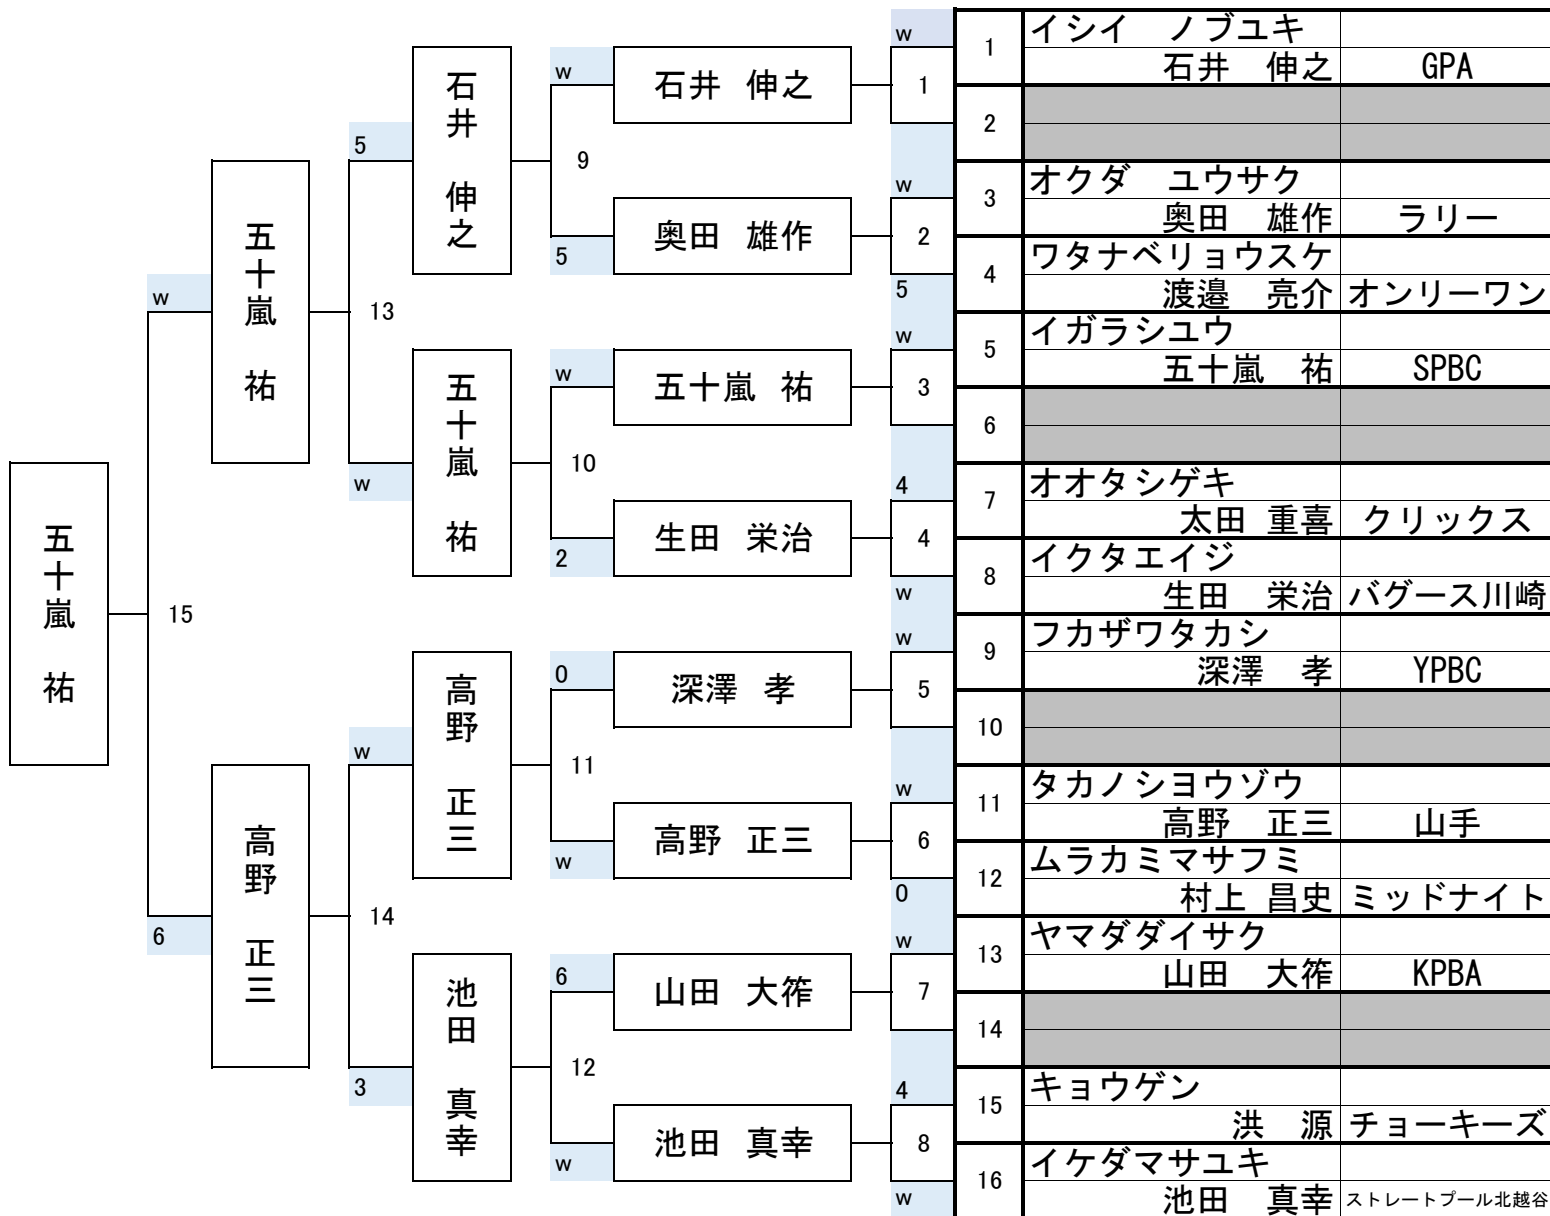 w
1
イシイ　ノブユキ
石井　伸之
GPA
石
井
伸
之
w
石井 伸之
1
2
5
9
w
3
オクダ　ユウサク
奥田　雄作
ラリー
五
十
嵐
祐
5
奥田 雄作
2
4
ワタナベリョウスケ
渡邉　亮介
オンリーワン
w
13
5
w
5
イガラシユウ
五十嵐　祐
SPBC
五
十
嵐
祐
w
五十嵐 祐
3
6
w
10
4
7
オオタシゲキ
太田 重喜
クリックス
五
十
嵐
祐
2
生田 栄治
4
8
イクタエイジ
生田　栄治
バグース川崎
15
w
w
9
フカザワタカシ
深澤　孝
YPBC
高
野
正
三
0
深澤 孝
5
10
w
11
w
11
タカノシヨウゾウ
高野　正三
山手
高
野
正
三
w
高野 正三
6
12
ムラカミマサフミ
村上 昌史
ミッドナイト
6
14
0
w
13
ヤマダダイサク
山田　大筰
KPBA
池
田
真
幸
6
山田 大筰
7
14
3
12
4
15
キョウゲン
洪　源
チョーキーズ
w
池田 真幸
8
16
イケダマサユキ
池田　真幸
ストレートプール北越谷
w